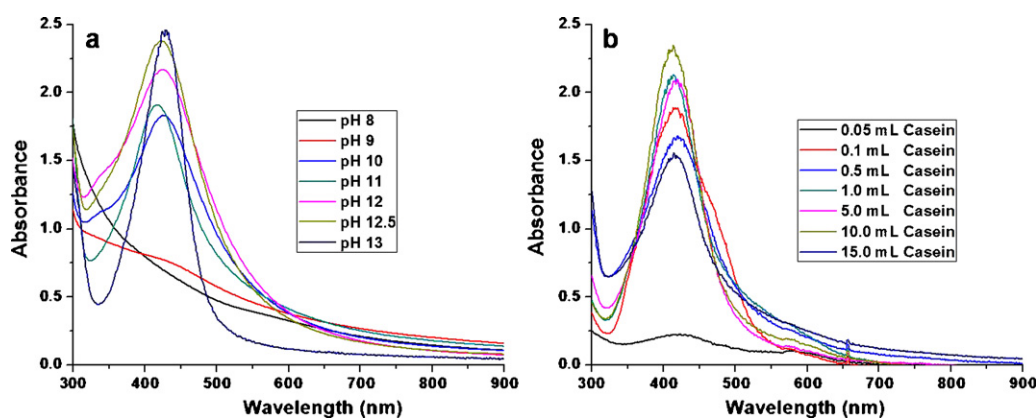 a
2.5
2.0
1.5
1.0
0.5
0.0
Absorbance
300 400 500 600 700 800 900
Wavelength (nm)
pH 8
pH 9
pH 10
pH 11
pH 12
pH 12.5
pH 13
b
2.5
2.0
1.5
1.0
0.5
0.0
Absorbance
300 400 500 600 700 800 900
Wavelength (nm)
0.05 mL Casein
0.1 mL Casein
0.5 mL Casein
1.0 mL Casein
5.0 mL Casein
10.0 mL Casein
15.0 mL Casein